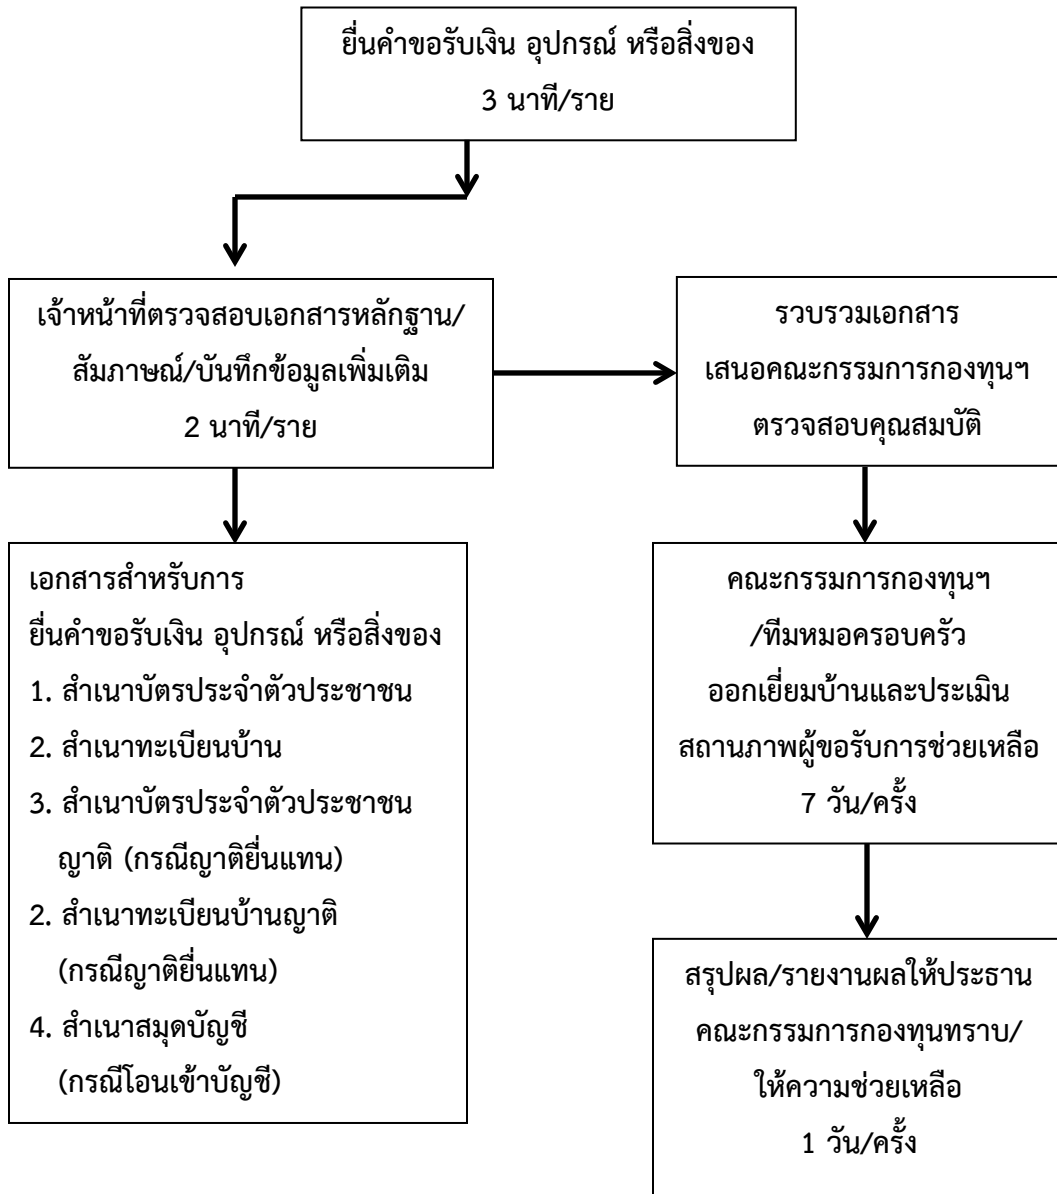 ยื่นคำขอรับเงิน อุปกรณ์ หรือสิ่งของ
3 นาที/ราย
เจ้าหน้าที่ตรวจสอบเอกสารหลักฐาน/
สัมภาษณ์/บันทึกข้อมูลเพิ่มเติม
2 นาที/ราย
รวบรวมเอกสาร
เสนอคณะกรรมการกองทุนฯ
ตรวจสอบคุณสมบัติ
เอกสารสำหรับการ
ยื่นคำขอรับเงิน อุปกรณ์ หรือสิ่งของ
1. สำเนาบัตรประจำตัวประชาชน
2. สำเนาทะเบียนบ้าน
3. สำเนาบัตรประจำตัวประชาชน
ญาติ (กรณีญาติยื่นแทน)
2. สำเนาทะเบียนบ้านญาติ
(กรณีญาติยื่นแทน)
4. สำเนาสมุดบัญชี
(กรณีโอนเข้าบัญชี)
คณะกรรมการกองทุนฯ
/ทีมหมอครอบครัว
ออกเยี่ยมบ้านและประเมิน
สถานภาพผู้ขอรับการช่วยเหลือ
7 วัน/ครั้ง
สรุปผล/รายงานผลให้ประธาน
คณะกรรมการกองทุนทราบ/
ให้ความช่วยเหลือ
1 วัน/ครั้ง